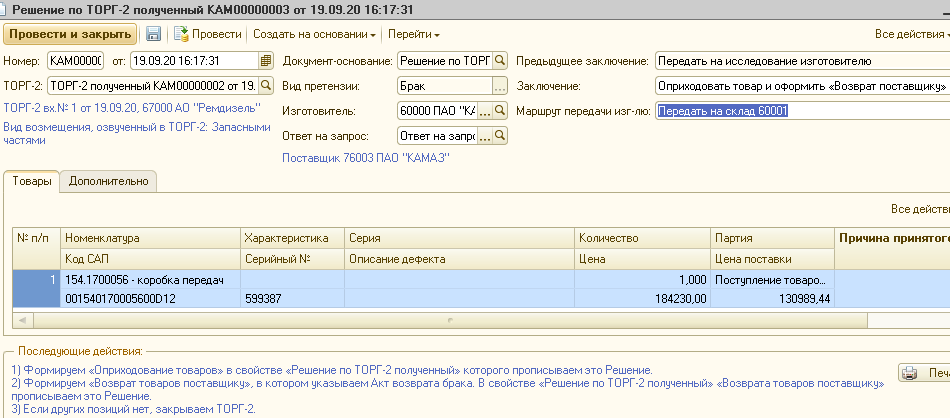 Решение по ТОРГ-2 полученный КАМ00000003 от 19.09.20 16:17:31
Провести и закрыть Провести Создать на основании Перейти Все действия
Номер: КАМ0000 от: 19.09.20 16:17:31 Документ-основание: Решение по ТОРГ Предыдущее заключение: Передать на исследование изготовителю
ТОРГ-2: ТОРГ-2 полученный КАМ00000002 от 19. Вид претензии: Брак ... Заключение: Оприходовать товар и оформить «Возврат поставщику»
ТОРГ-2 вх.№ 1 от 19.09.20, 67000 АО "Ремдизель" Изготовитель: 60000 ПАО "КА ... Маршрут передачи изг-лю: Передать на склад 60001
Вид возмещения, озвученный в ТОРГ-2: Запасными
частями
Ответ на запрос: Ответ на запро ...
Поставщик 76003 ПАО "КАМАЗ"
Товары Дополнительно
Все действи
№ п/п Номенклатура Характеристика Серия Количество Партия Причина принятого
Код САП Серийный № Описание дефекта Цена Цена поставки
1 154.1700056 - коробка передач 1,000 Поступление товаро...
001540170005600D12 599387 184230,00 130989,44
Последующие действия:
1) Формируем «Оприходование товаров» в свойстве «Решение по ТОРГ-2 полученный» которого прописываем это Решение.
2) Формируем «Возврат товаров поставщику», в котором указываем Акт возврата брака. В свойстве «Решение по ТОРГ-2 полученный» «Возврата товаров поставщику»
прописываем это Решение.
3) Если других позиций нет, закрываем ТОРГ-2.
Печа